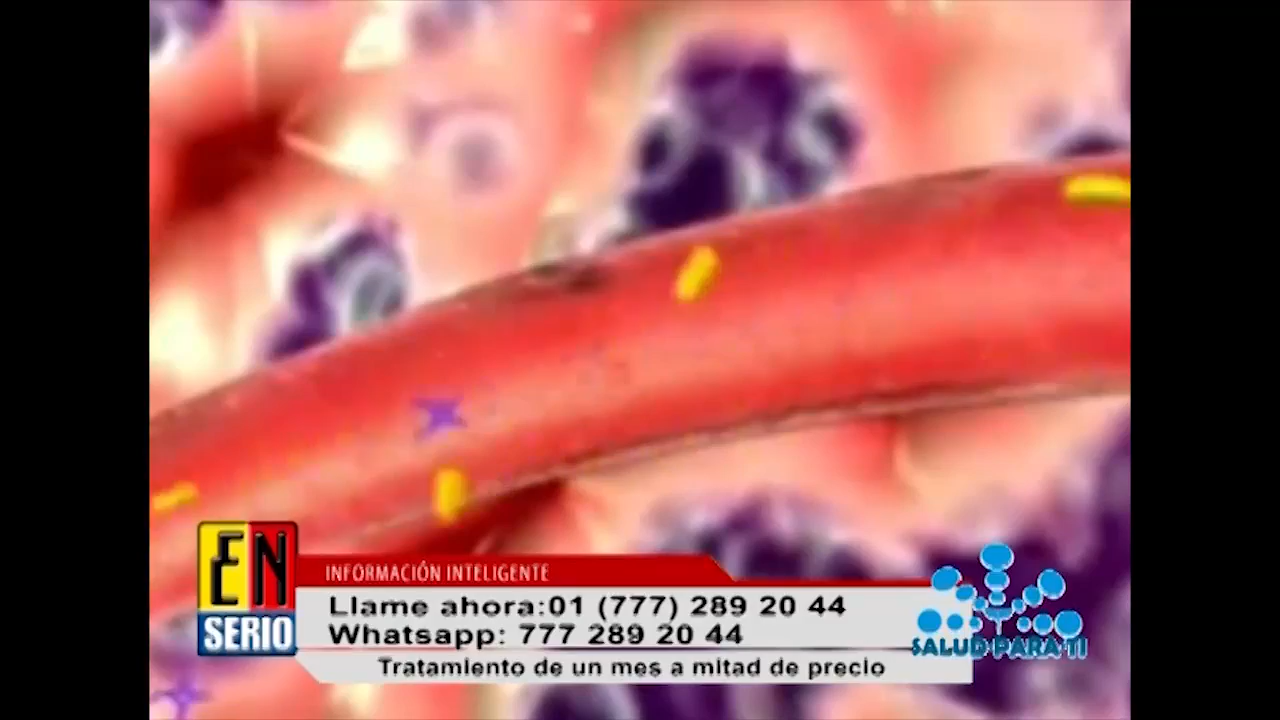 EN
SERIO
INFORMACIÓN INTELIGENTE
Llame ahora:01 (777) 289 20 44
Whatsapp: 777 289 20 44
Tratamiento de un mes a mitad de precio
SALUD PARA TI